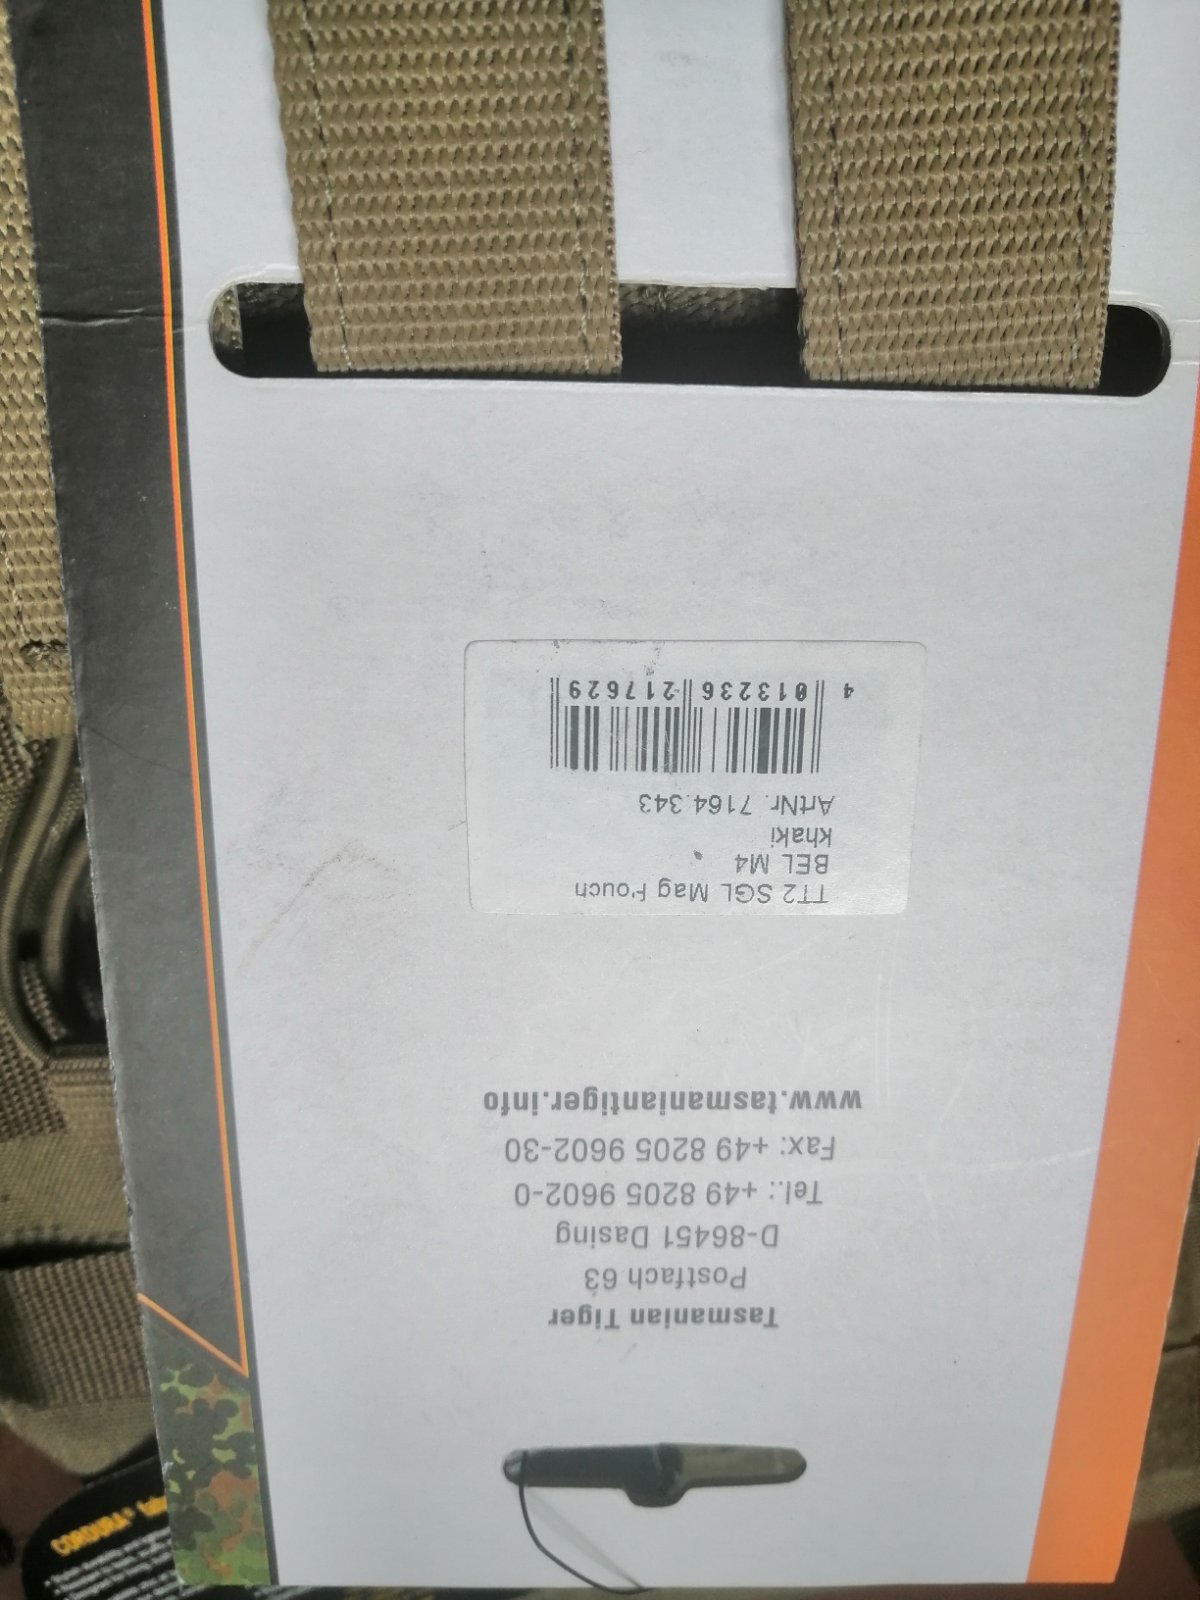 Tasmanian Tiger
Postfach 63
D-86451 Dasing
Tel.: +49 8205 9602-0
Fax: +49 8205 9602-30
www.tasmaniantiger.info
TT2 SGL Mag Pouch
BEL M4
khaki
ArtNr. 7164.343
4 013236 217629
CORDURA